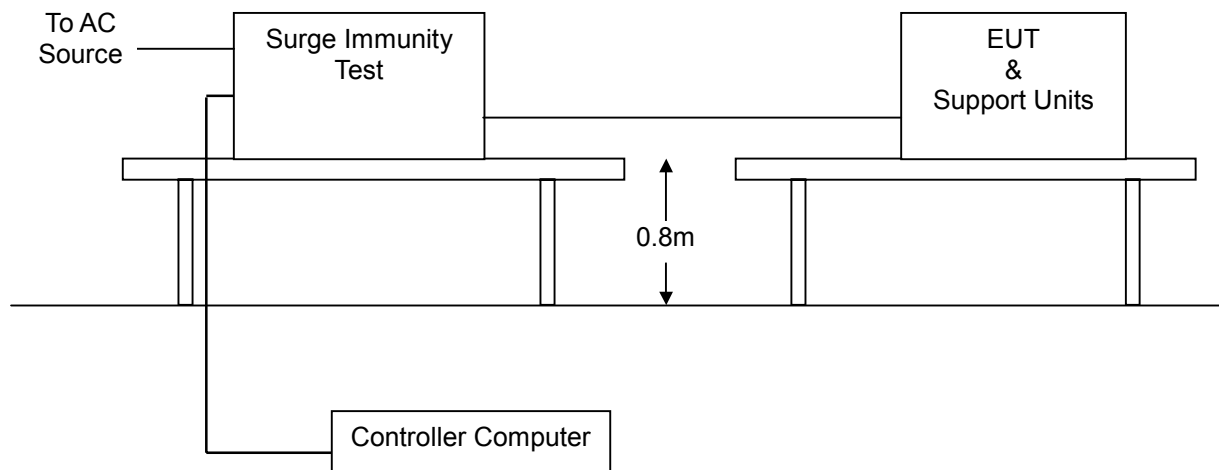 To AC
Source
Surge Immunity
Test
EUT
&
Support Units
0.8m
Controller Computer